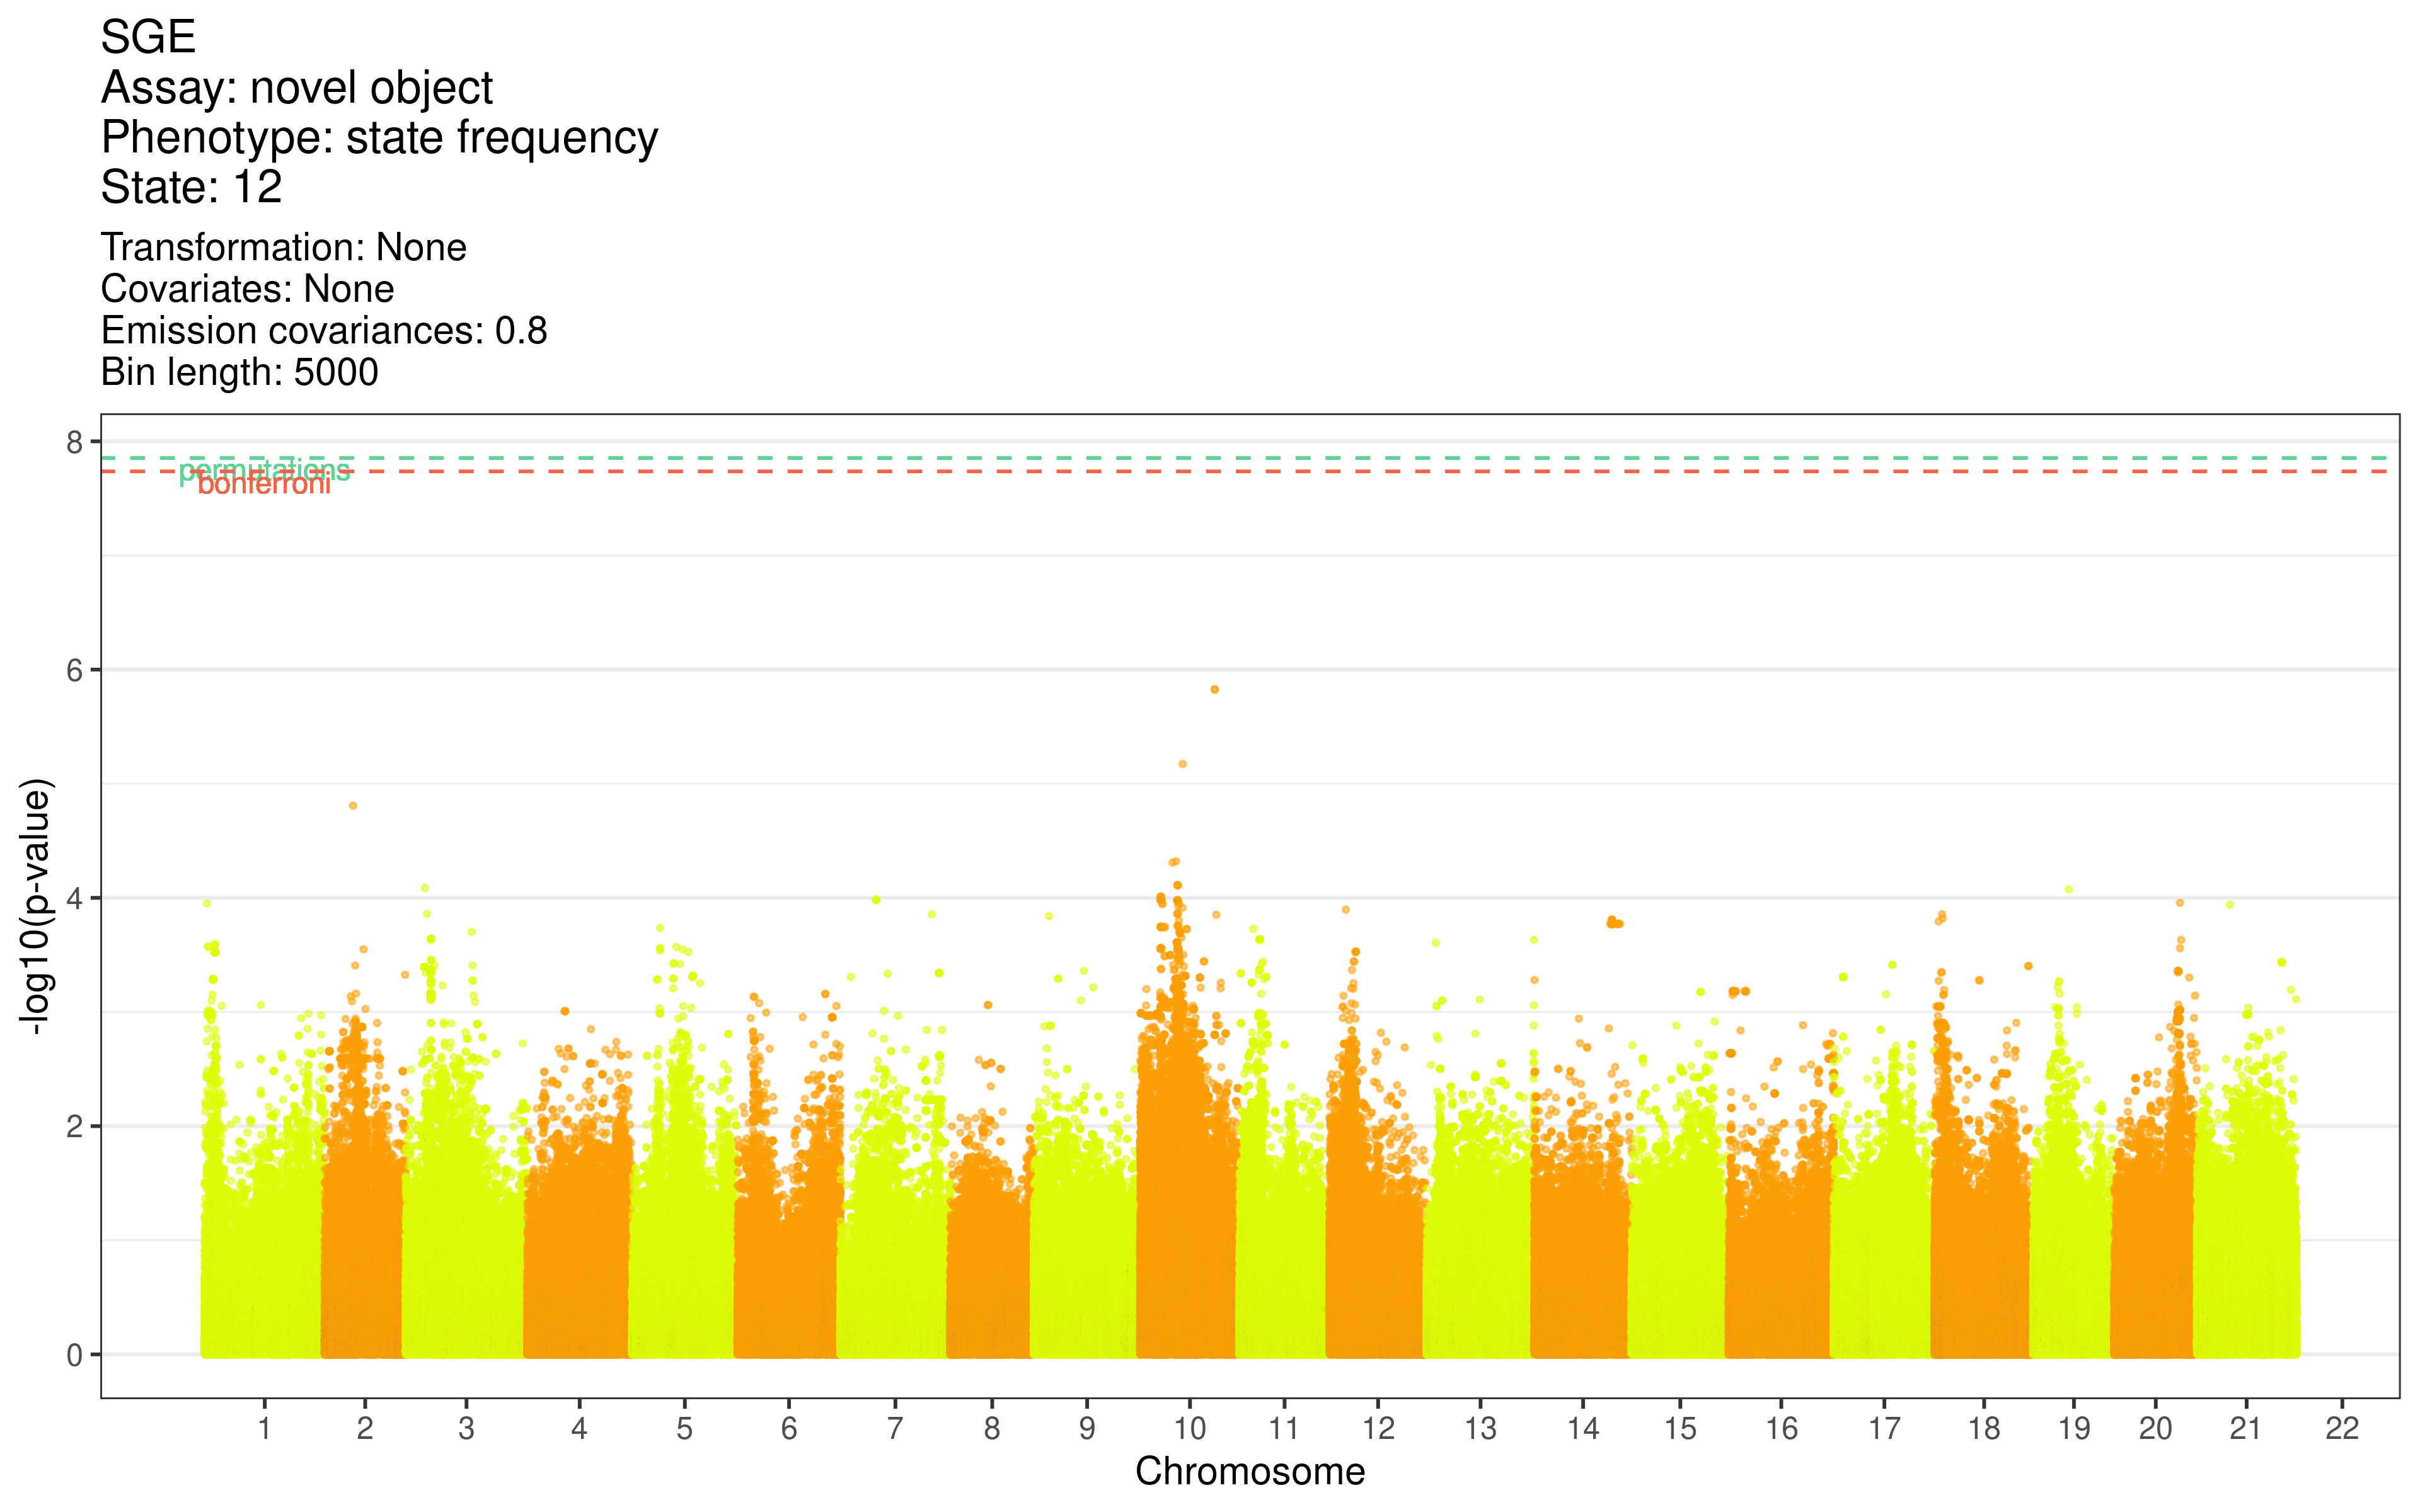 SGE
Assay: novel object
Phenotype: state frequency
State: 12
Transformation: None
Covariates: None
Emission covariances: 0.8
Bin length: 5000
8
permutations
bonferroni
6
4
2
0
-log10(p-value)
1 2 3 4 5 6 7 8 9 10 11 12 13 14 15 16 17 18 19 20 21 22
Chromosome